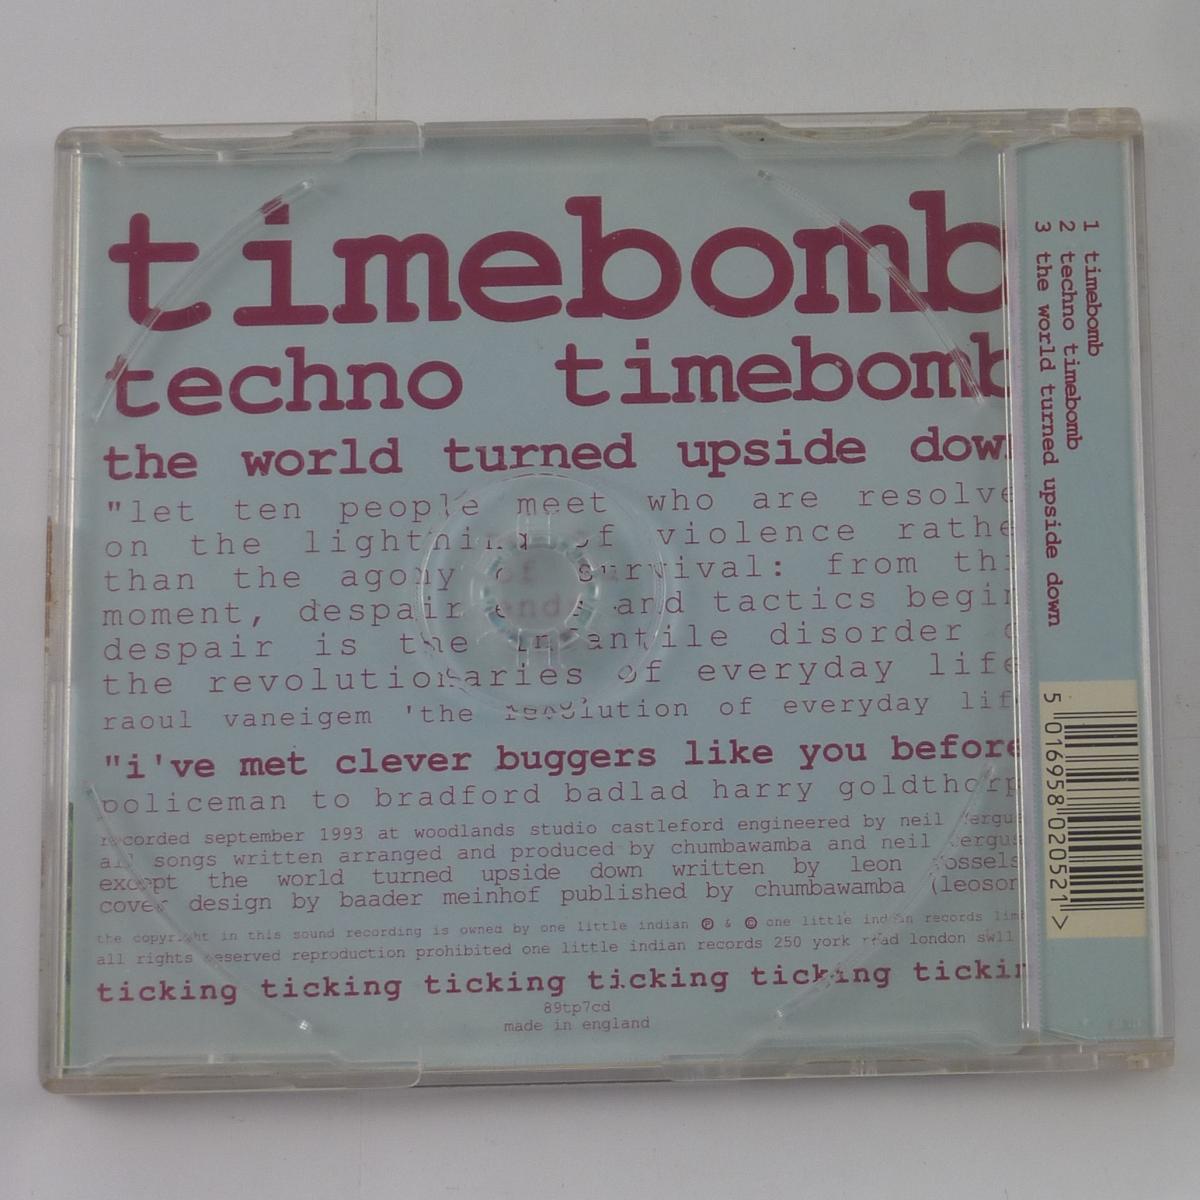 timebomb
techno timebomb
the world turned upside down
"let ten people meet who are resolve
on the lightning of violence rathe
than the agony of survival: from thi
moment, despair ends and tactics begin
despair is the infantile disorder o
the revolutionaries of everyday life
raoul vaneigem 'the revolution of everyday lif
"i've met clever buggers like you before
policeman to bradford badlad harry goldthorp
recorded september 1993 at woodlands studio castleford engineered by neil fergus
all songs written arranged and produced by chumbawamba and neil fergus
except the world turned upside down written by leon rossels
cover design by baader meinhof published by chumbawamba (leoson
the copyright in this sound recording is owned by one little indian ℗ & © one little indian records lim
all rights reserved reproduction prohibited one little indian records 250 york road london sw11
ticking ticking ticking ticking ticking tickin
89tp7cd
made in england
1 timebomb
2 techno timebomb
3 the world turned upside down
5 016958 020521 >